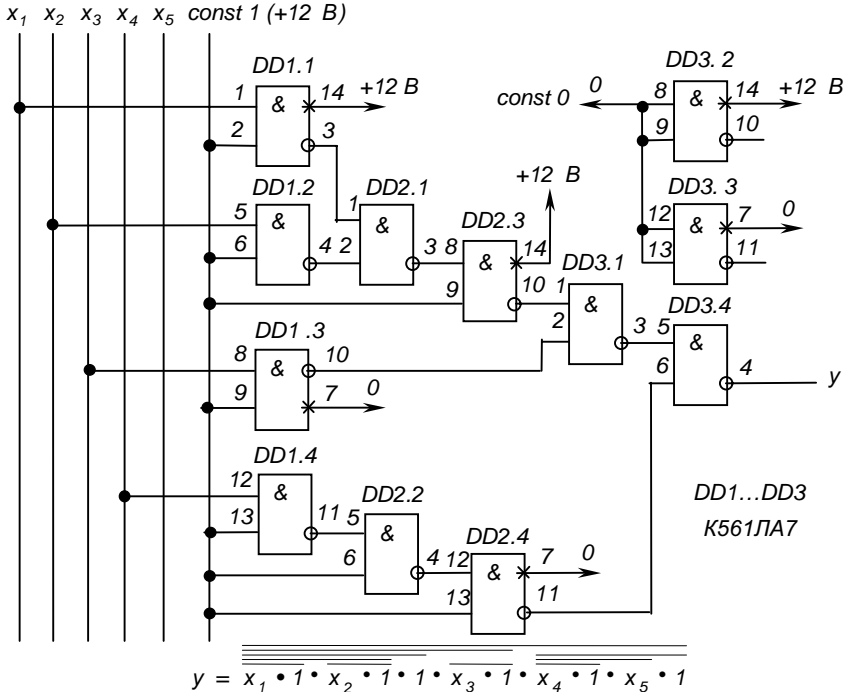 x1 x2 x3 x4 x5 const 1 (+12 В)
DD1.1
1 & 14 +12 В
2 3
DD3. 2
const 0 0 8 & 14 +12 В
9 10
DD1.2
5 & 4
6
DD2.1
1 & 3
2
DD2.3
+12 В
8 & 14
9 10
DD3. 3
12 & 7 0
13 11
DD3.1
1 & 3
2
DD3.4
5 & 4 y
6
DD1 .3
8 & 10
9 7 0
DD1.4
12 & 11
13
DD2.2
5 & 4
6
DD2.4
12 & 7 0
13 11
DD1...DD3
К561ЛА7
y = x1 • 1 • x2 • 1 • 1 • x3 • 1 • x4 • 1 • x5 • 1